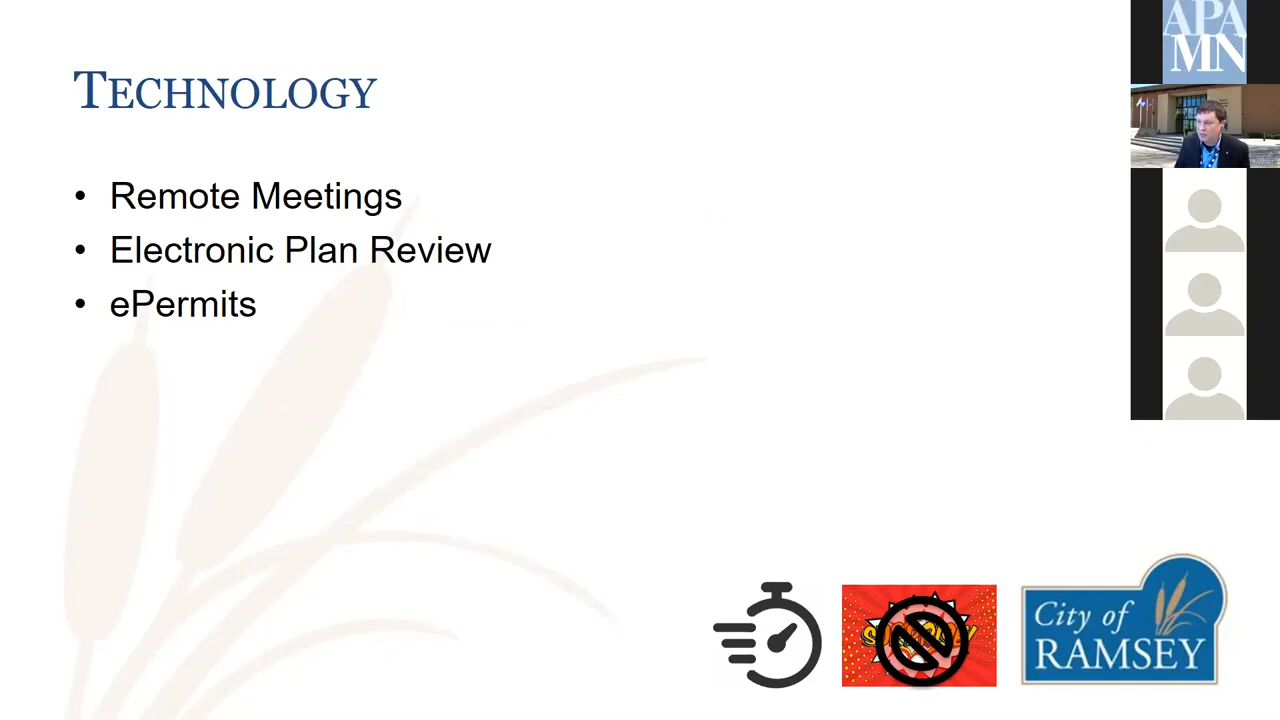 TECHNOLOGY
• Remote Meetings
• Electronic Plan Review
• ePermits
APA
MN
City of
RAMSEY